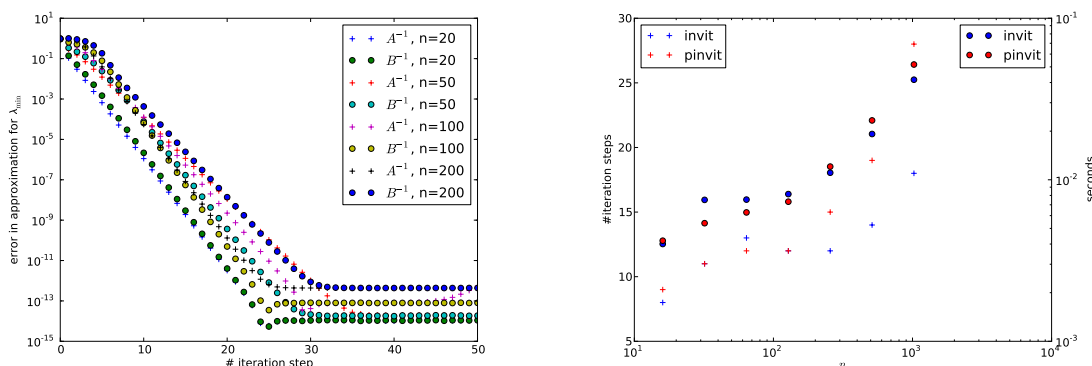 10^1
10^-1
10^-3
10^-5
10^-7
10^-9
10^-11
10^-13
10^-15
error in approximation for λ_min
0 10 20 30 40 50
# iteration step
A^-1, n=20
B^-1, n=20
A^-1, n=50
B^-1, n=50
A^-1, n=100
B^-1, n=100
A^-1, n=200
B^-1, n=200
30
25
20
15
10
5
#iteration steps
invit
pinvit
invit
pinvit
10^1 10^2 10^3 10^4
n
10^-1
10^-2
10^-3
seconds